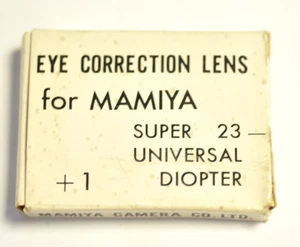 EYE CORRECTION LENS
for MAMIYA
SUPER 23 —
UNIVERSAL
+1 DIOPTER
MAMIYA CAMERA CO. LTD.